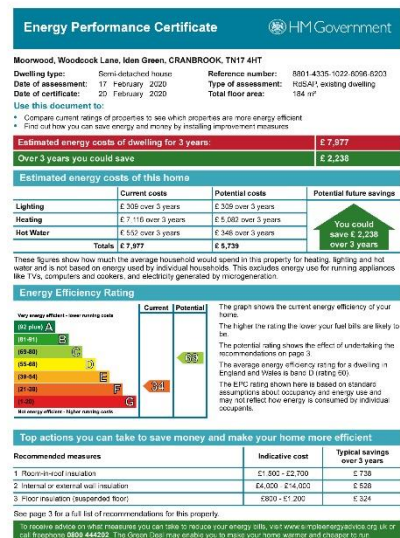 Energy Performance Certificate
HM Government
Moorwood, Woodcock Lane, Iden Green, CRANBROOK, TN17 4HT
Dwelling type: Semi-detached house
Reference number: 8801-4335-1022-8098-8203
Date of assessment: 17 February 2020
Type of assessment: RdSAP, existing dwelling
Date of certificate: 20 February 2020
Total floor area: 184 m²
Use this document to:
• Compare current ratings of properties to see which properties are more energy efficient
• Find out how you can save energy and money by installing improvement measures
Estimated energy costs of dwelling for 3 years: £ 7,977
Over 3 years you could save £ 2,238
Estimated energy costs of this home
Current costs Potential costs Potential future savings
Lighting £ 309 over 3 years £ 309 over 3 years
Heating £ 7,116 over 3 years £ 5,082 over 3 years
Hot Water £ 552 over 3 years £ 348 over 3 years
Totals £ 7,977 £ 5,739
You could
save £ 2,238
over 3 years
These figures show how much the average household would spend in this property for heating, lighting and hot
water and is not based on energy used by individual households. This excludes energy use for running appliances
like TVs, computers and cookers, and electricity generated by microgeneration.
Energy Efficiency Rating
Current Potential
Very energy efficient - lower running costs
(92 plus) A
(81-91) B
(69-80) C
(55-68) D
(39-54) E
(21-38) F
(1-20) G
Not energy efficient - higher running costs
34
The graph shows the current energy efficiency of your
home.
The higher the rating the lower your fuel bills are likely to
be.
The potential rating shows the effect of undertaking the
recommendations on page 3.
The average energy efficiency rating for a dwelling in
England and Wales is band D (rating 60).
The EPC rating shown here is based on standard
assumptions about occupancy and energy use and
may not reflect how energy is consumed by individual
occupants.
Top actions you can take to save money and make your home more efficient
Recommended measures Indicative cost Typical savings
over 3 years
1 Room-in-roof insulation £1,500 - £2,700 £ 738
2 Internal or external wall insulation £4,000 - £14,000 £ 528
3 Floor insulation (suspended floor) £800 - £1,200 £ 324
See page 3 for a full list of recommendations for this property.
To receive advice on what measures you can take to reduce your energy bills, visit www.simpleenergyadvice.org.uk or
call freephone 0800 444202. The Green Deal may enable you to make your home warmer and cheaper to run.